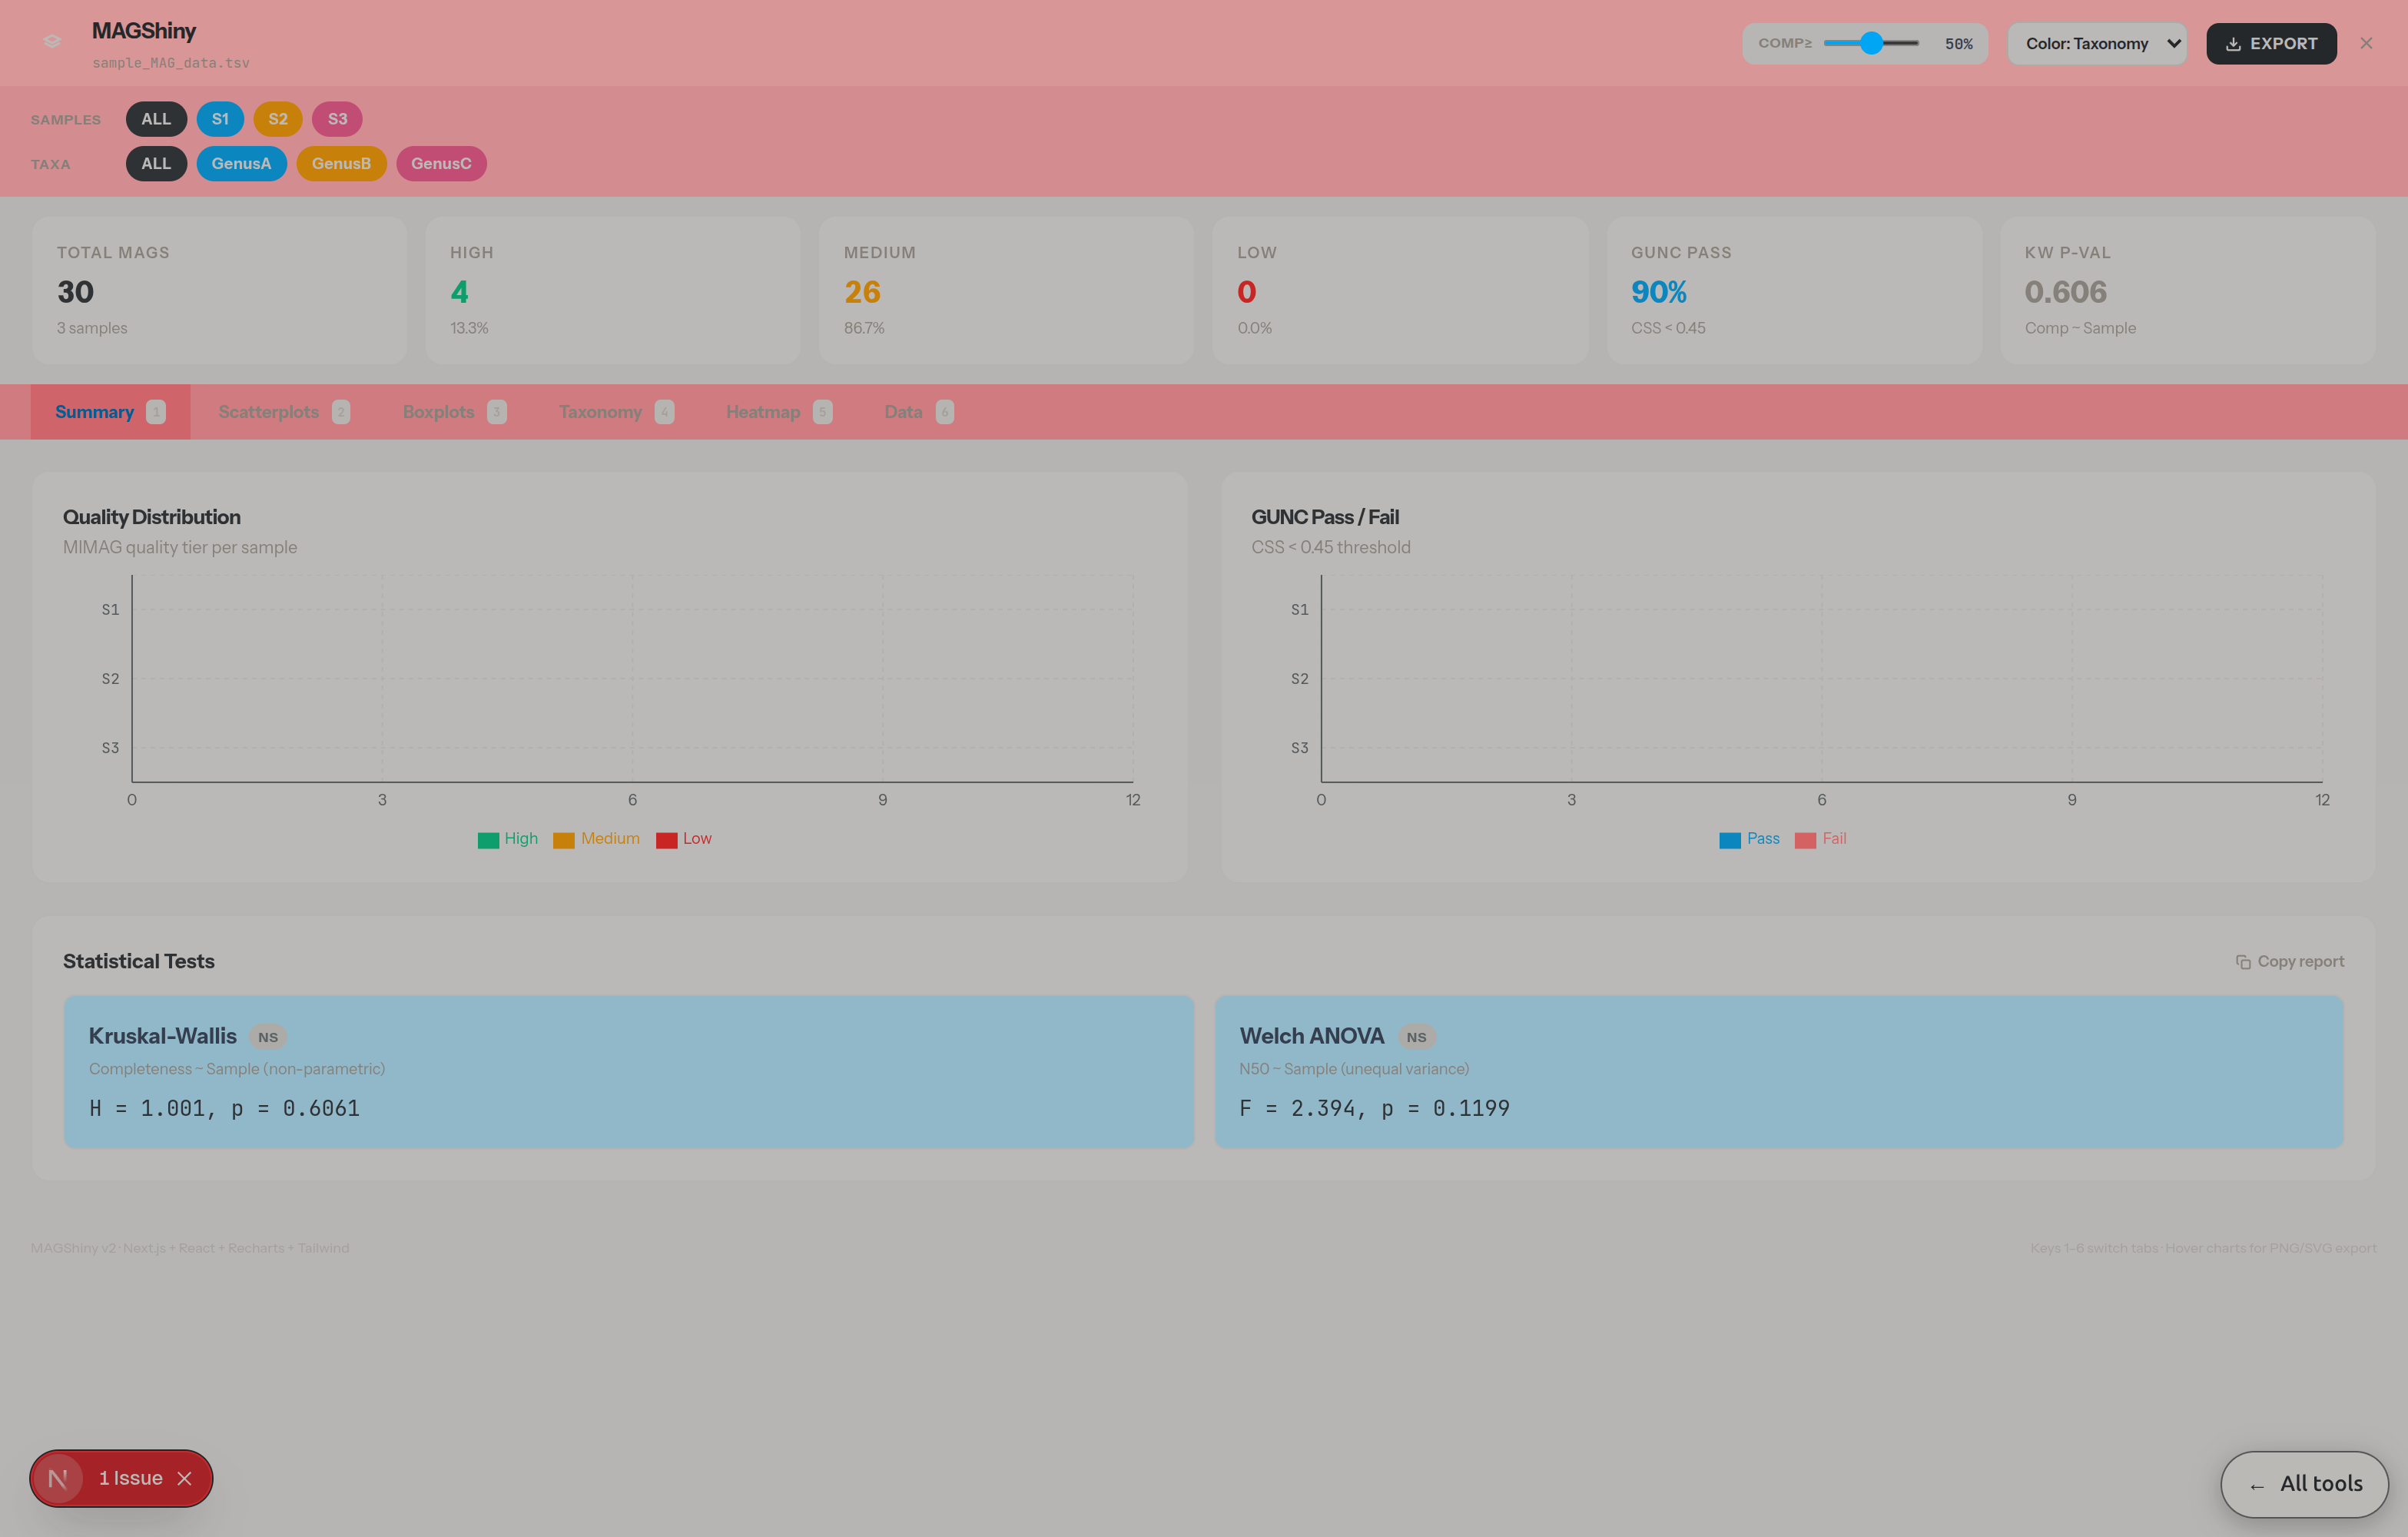 MAGShiny
sample_MAG_data.tsv
COMP≥ 50% Color: Taxonomy EXPORT ×
SAMPLES ALL S1 S2 S3
TAXA ALL GenusA GenusB GenusC
TOTAL MAGS
30
3 samples
HIGH
4
13.3%
MEDIUM
26
86.7%
LOW
0
0.0%
GUNC PASS
90%
CSS < 0.45
KW P-VAL
0.606
Comp ~ Sample
Summary 1 Scatterplots 2 Boxplots 3 Taxonomy 4 Heatmap 5 Data 6
Quality Distribution
MIMAG quality tier per sample
S1
S2
S3
0 3 6 9 12
High Medium Low
GUNC Pass / Fail
CSS < 0.45 threshold
S1
S2
S3
0 3 6 9 12
Pass Fail
Statistical Tests
Copy report
Kruskal-Wallis NS
Completeness ~ Sample (non-parametric)
H = 1.001, p = 0.6061
Welch ANOVA NS
N50 ~ Sample (unequal variance)
F = 2.394, p = 0.1199
MAGShiny v2 · Next.js + React + Recharts + Tailwind
Keys 1-6 switch tabs · Hover charts for PNG/SVG export
N 1 Issue ×
← All tools